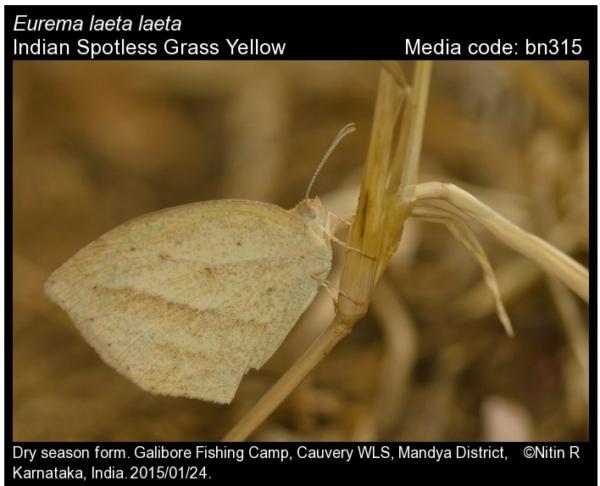 Eurema laeta laeta
Indian Spotless Grass Yellow Media code: bn315
Dry season form. Galibore Fishing Camp, Cauvery WLS, Mandya District, ©Nitin R
Karnataka, India. 2015/01/24.